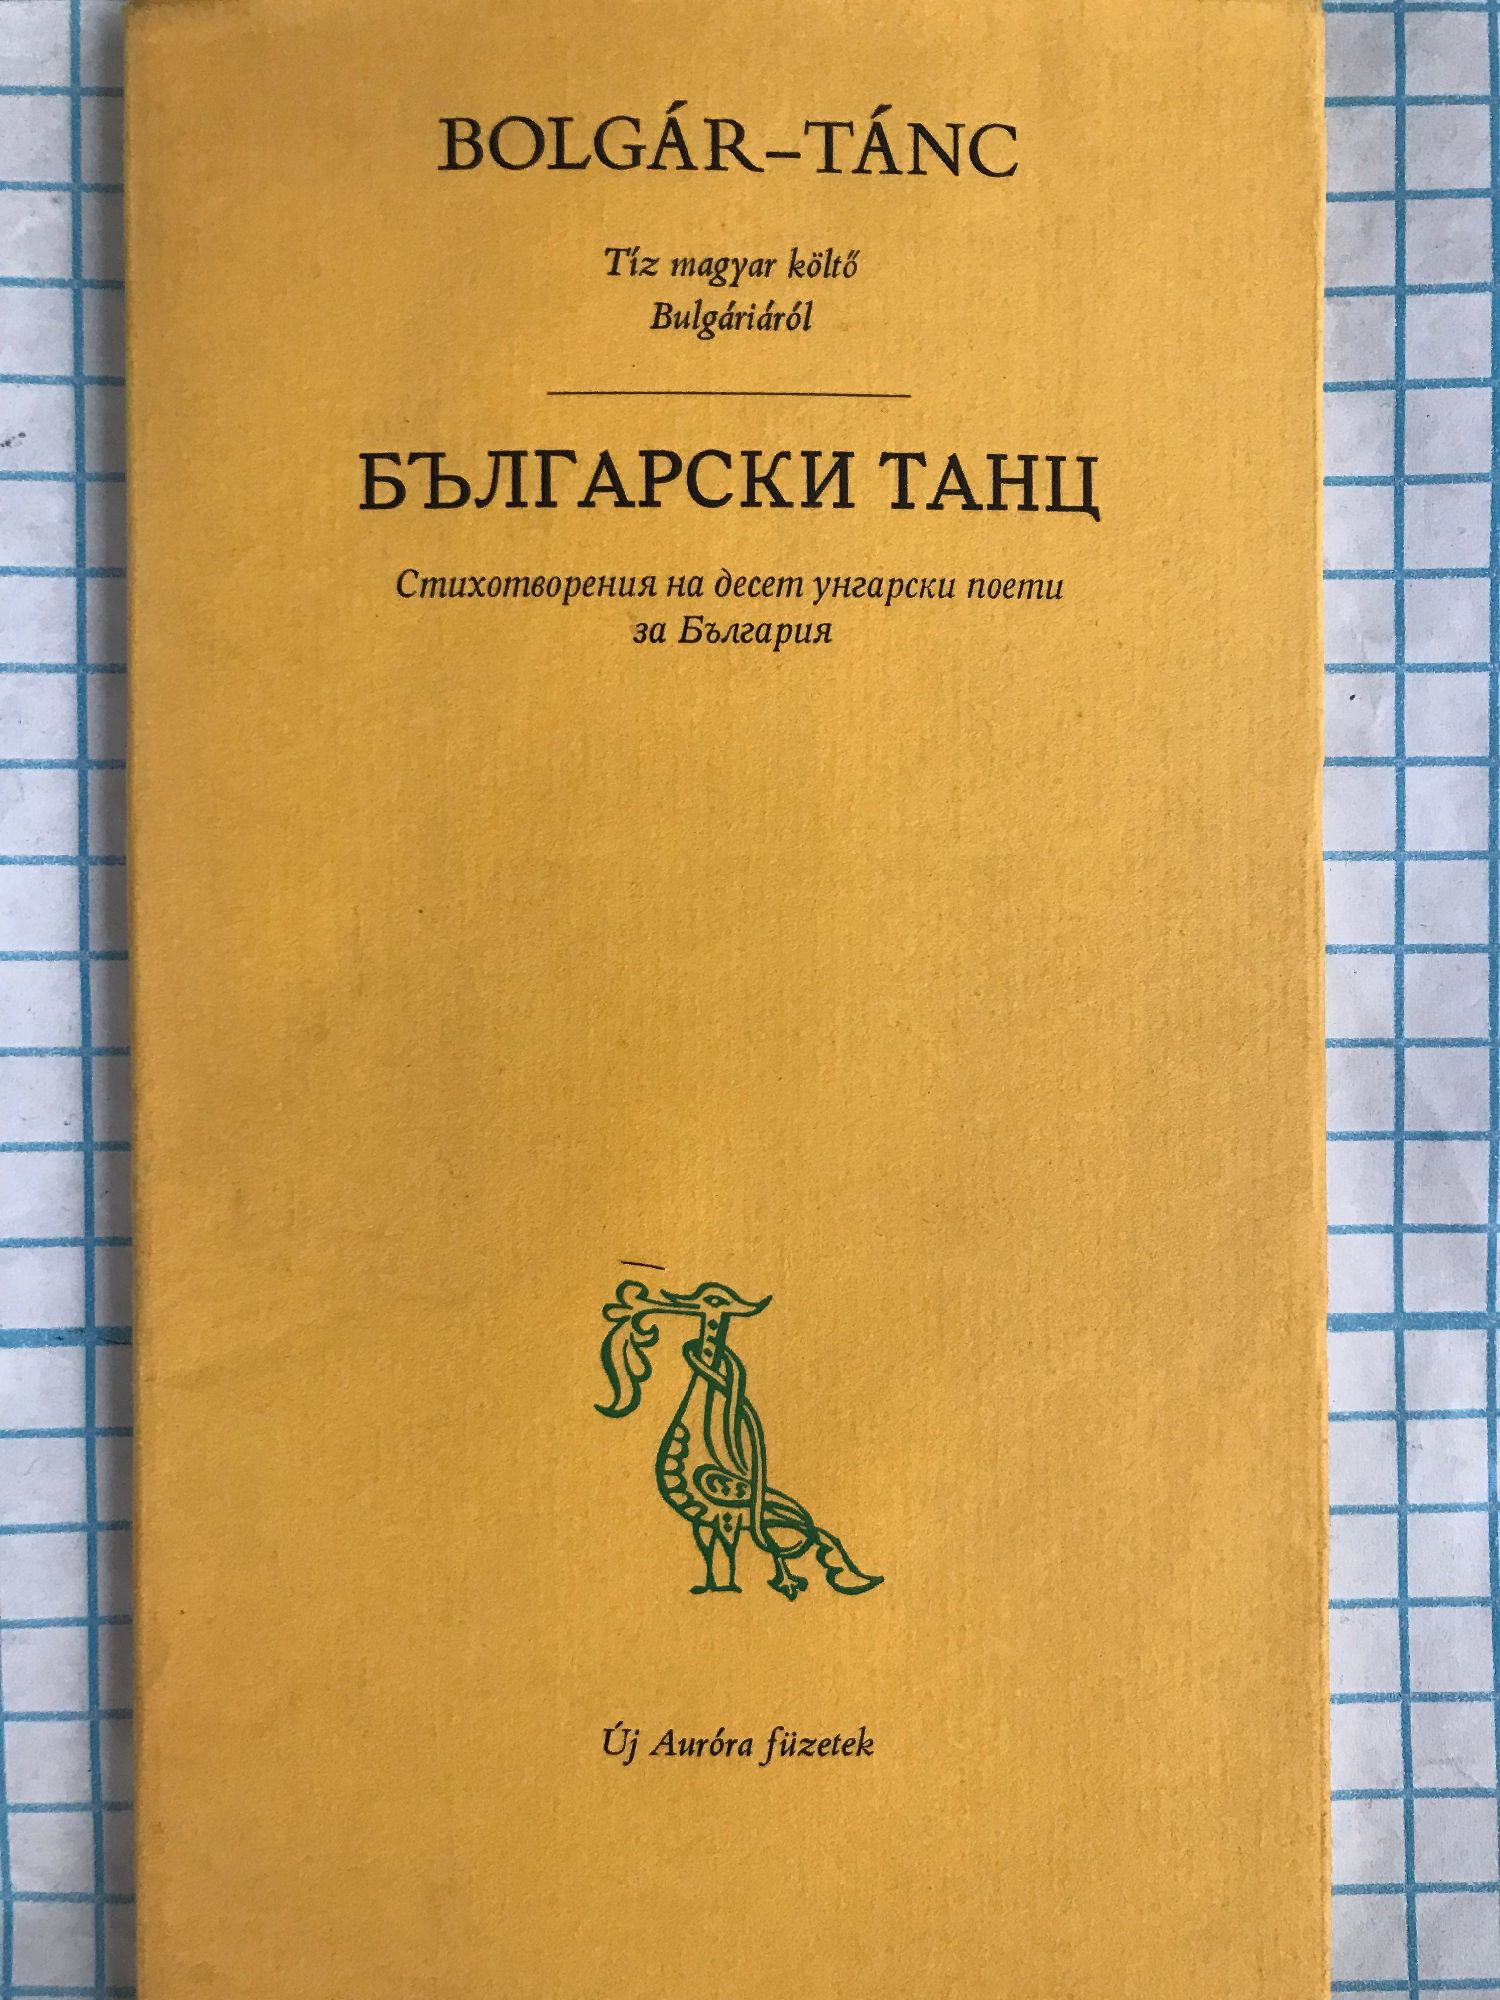 BOLGÁR–TÁNC
Tíz magyar költő
Bulgáriáról
БЪЛГАРСКИ ТАНЦ
Стихотворения на десет унгарски поети
за България
Új Auróra füzetek